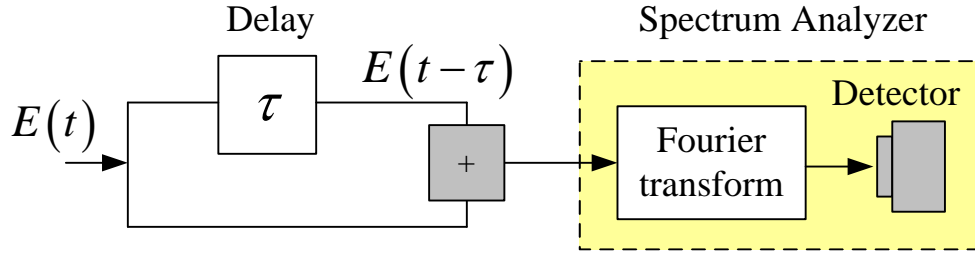 Delay
Spectrum Analyzer
E(t)
τ
E(t − τ)
+
Fourier
transform
Detector